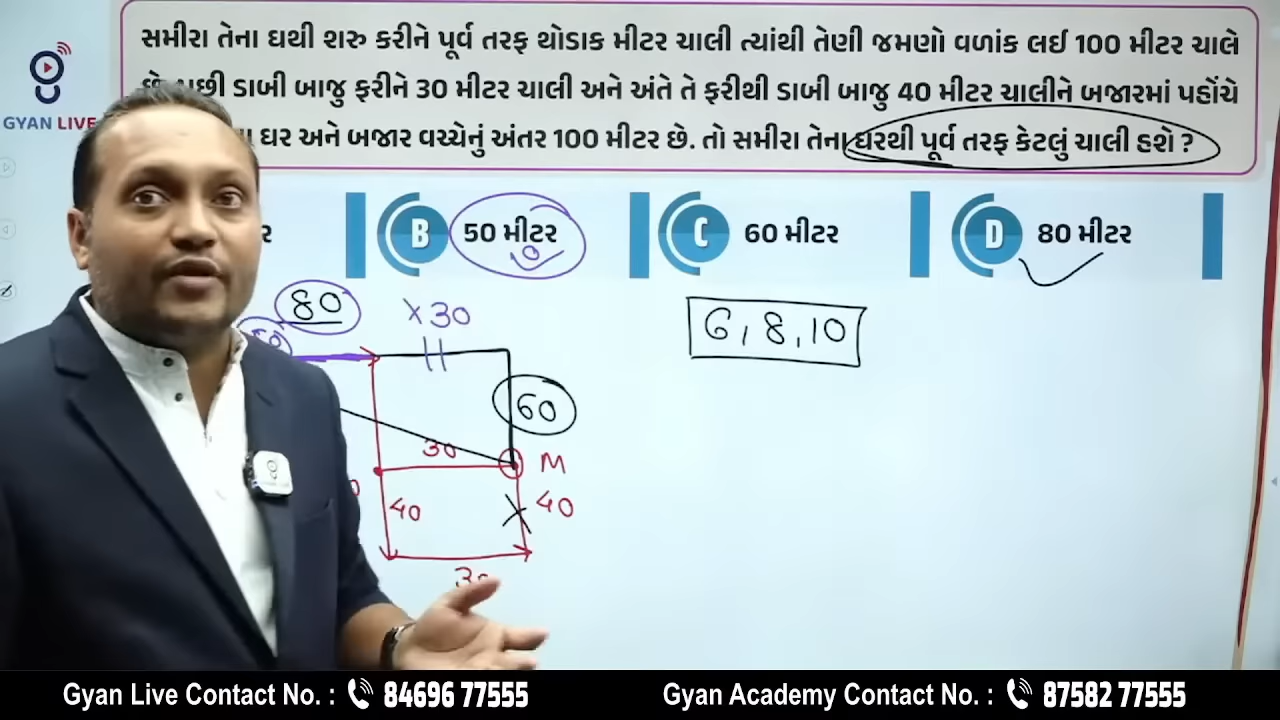 સમીરા તેના ઘથી શરુ કરીને પૂર્વ તરફ થોડાક મીટર ચાલી ત્યાંથી તેણી જમણો વળાંક લઈ 100 મીટર ચાલે
ડાબી બાજુ ફરીને 30 મીટર ચાલી અને અંતે તે ફરીથી ડાબી બાજુ 40 મીટર ચાલીને બજારમાં પહોંચે
ઘર અને બજાર વચ્ચેનું અંતર 100 મીટર છે. તો સમીરા તેના ઘરથી પૂર્વ તરફ કેટલું ચાલી હશે ?
GYAN LIVE
B 50 મીટર
C 60 મીટર
D 80 મીટર
80
x 30
6, 8, 10
60
30
M
40
40
Gyan Live Contact No. : 84696 77555
Gyan Academy Contact No. : 87582 77555